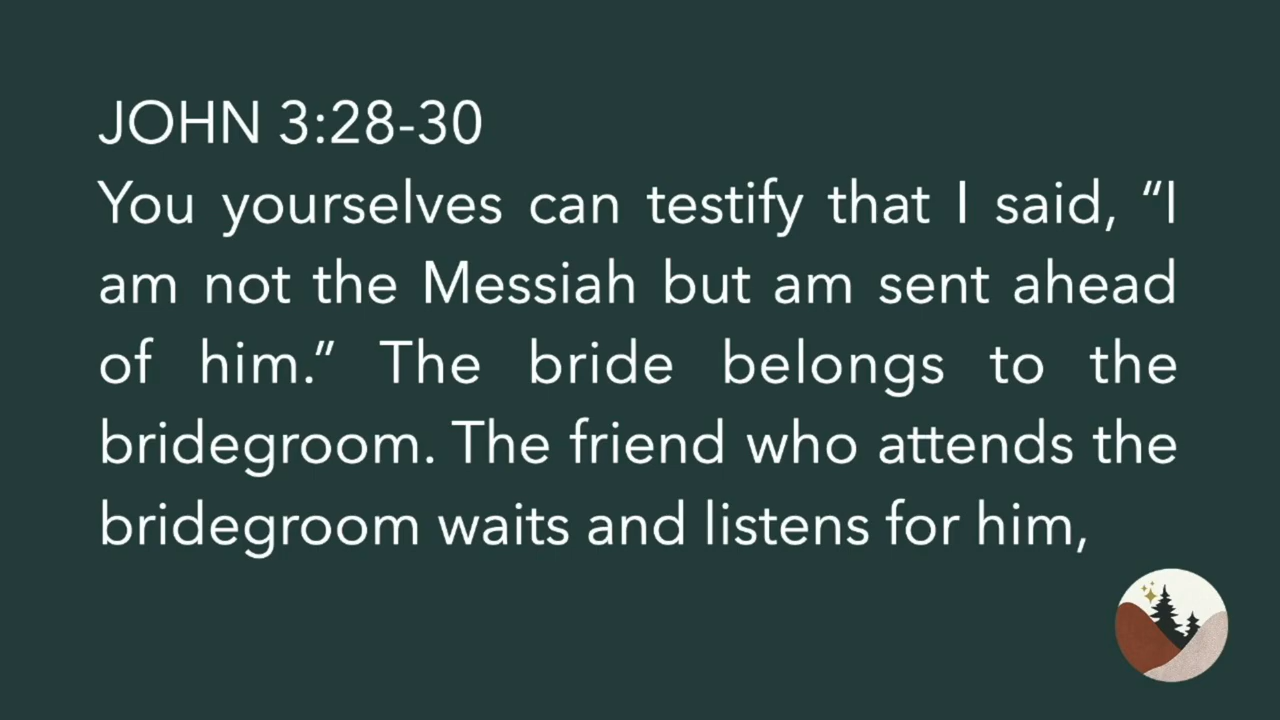 JOHN 3:28-30
You yourselves can testify that I said, “I
am not the Messiah but am sent ahead
of him.” The bride belongs to the
bridegroom. The friend who attends the
bridegroom waits and listens for him,